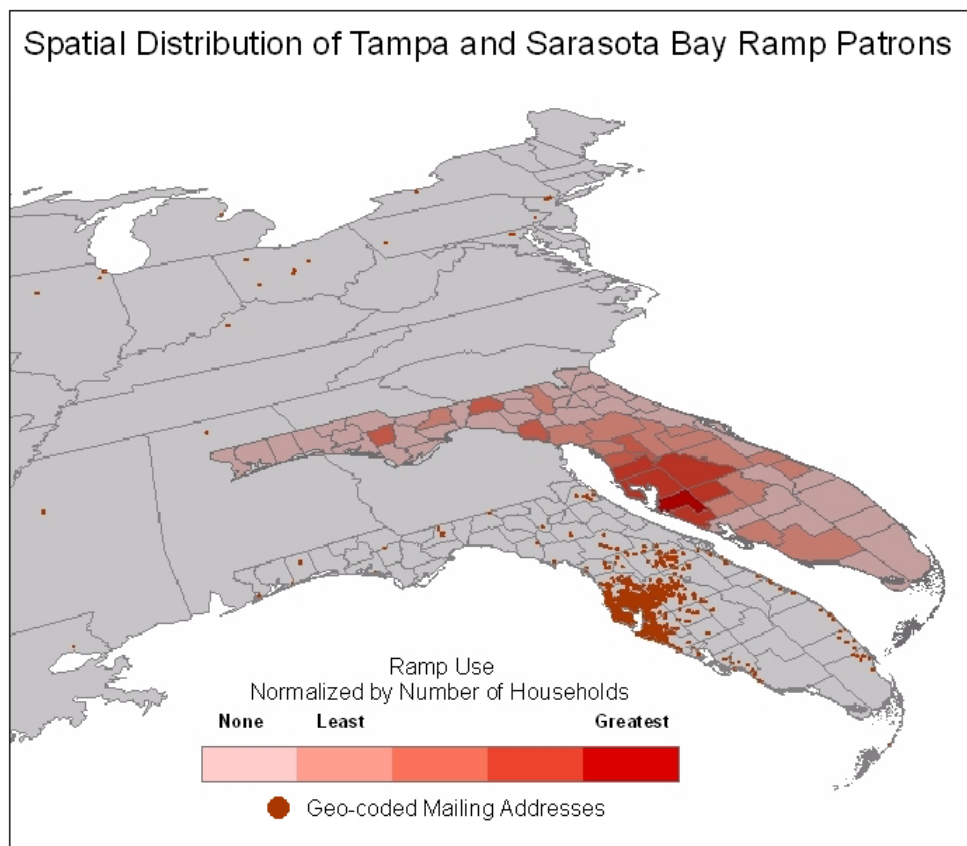 Spatial Distribution of Tampa and Sarasota Bay Ramp Patrons
Ramp Use
Normalized by Number of Households
None Least Greatest
Geo-coded Mailing Addresses